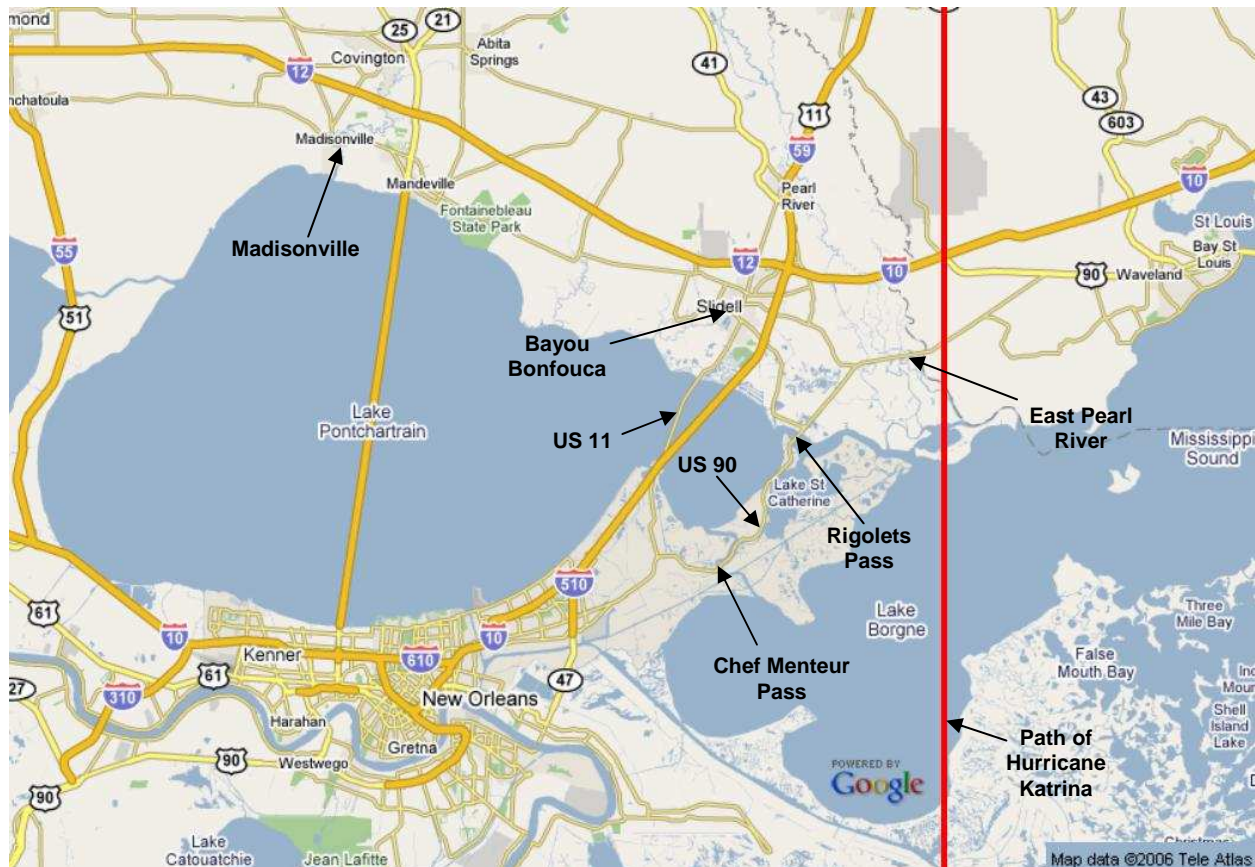 mond
25
21
Covington
Abita
Springs
41
11
43
603
12
nchatoula
Madisonville
59
10
Mandeville
Pearl
River
Fontainebleau
State Park
St Louis
Bay St
Louis
Madisonville
55
12
10
90
Waveland
51
Slidell
Bayou
Bonfouca
East Pearl
River
Lake
Pontchartrain
US 11
US 90
Mississippi
Sound
Lake St
Catherine
Rigolets
Pass
510
61
10
Kenner
610
10
Lake
Borgne
Three
Mile Bay
27
310
61
New Orleans
47
Chef Menteur
Pass
False
Mouth Bay
Harahan
Gretna
Shell
Island
Lake
90
Westwego
90
Path of
Hurricane
Katrina
POWERED BY
Google
Lake
Catouatchie
Jean Lafitte
Map data ©2006 Tele Atlas